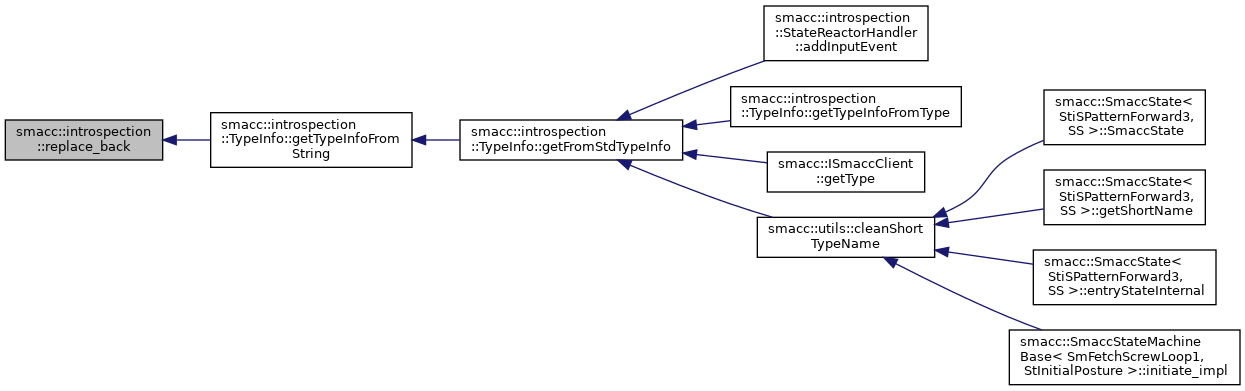 smacc::introspection
::replace_back
smacc::introspection
::TypeInfo::getTypeInfoFrom
String
smacc::introspection
::TypeInfo::getFromStdTypeInfo
smacc::introspection
::StateReactorHandler
::addInputEvent
smacc::introspection
::TypeInfo::getTypeInfoFromType
smacc::ISmaccClient
::getType
smacc::utils::cleanShort
TypeName
smacc::SmaccState<
StiSPatternForward3,
SS >::SmaccState
smacc::SmaccState<
StiSPatternForward3,
SS >::getShortName
smacc::SmaccState<
StiSPatternForward3,
SS >::entryStateInternal
smacc::SmaccStateMachine
Base< SmFetchScrewLoop1,
StInitialPosture >::initiate_impl